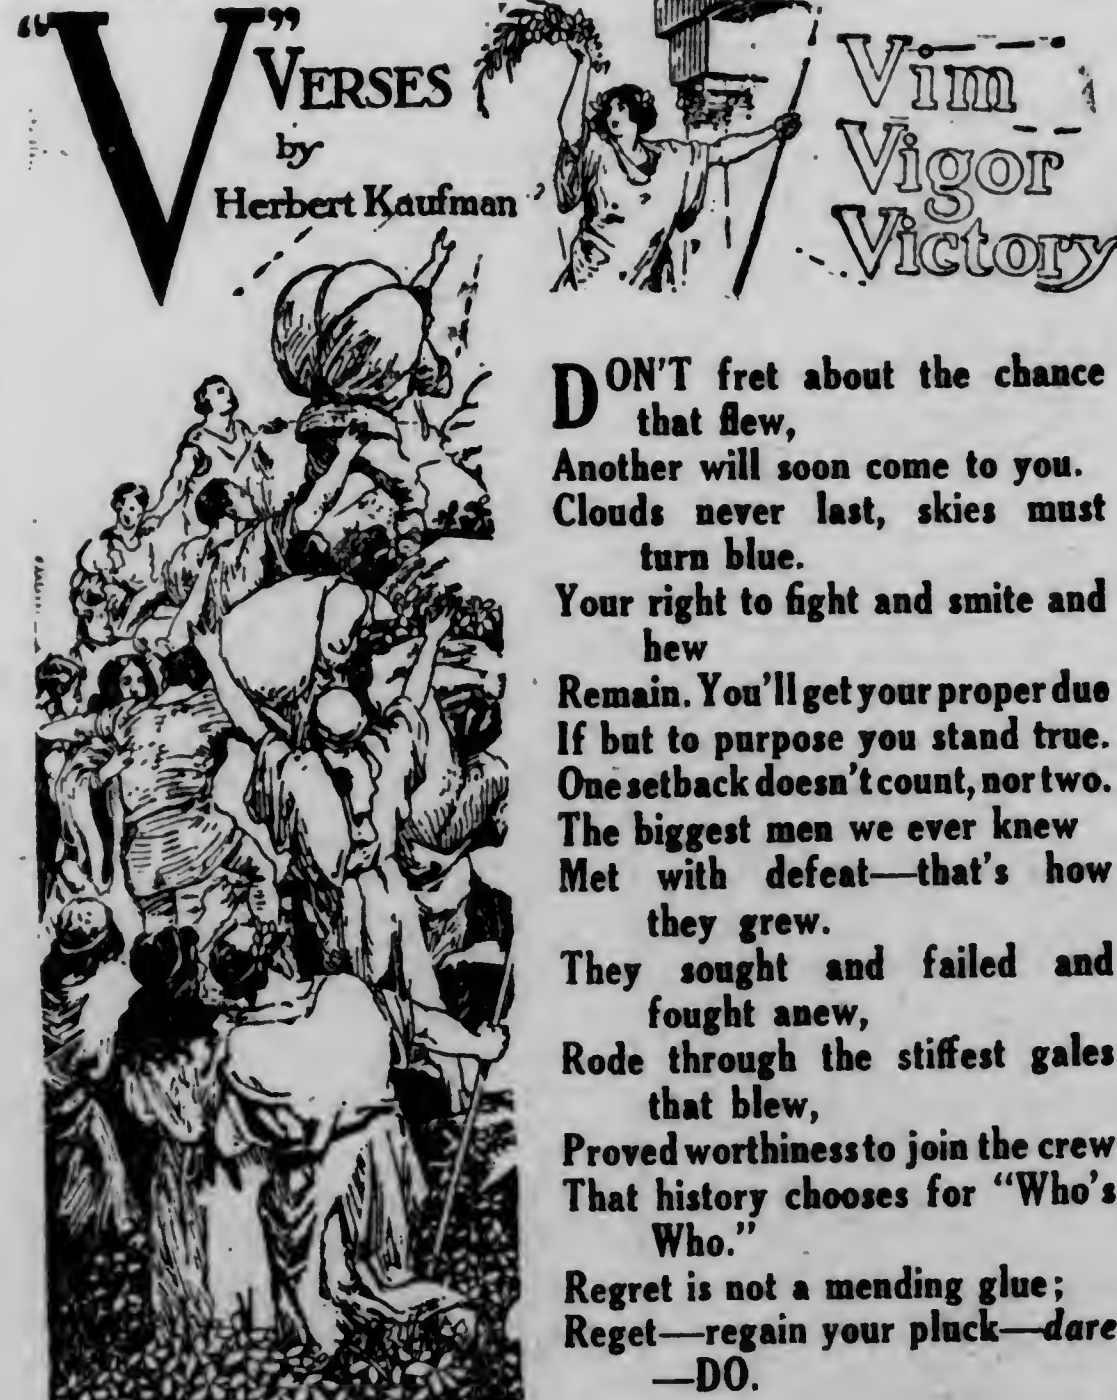 "V"
VERSES
by
Herbert Kaufman
Vim
Vigor
Victory
DON'T fret about the chance
that flew,
Another will soon come to you.
Clouds never last, skies must
turn blue.
Your right to fight and smite and
hew
Remain. You'll get your proper due
If but to purpose you stand true.
One setback doesn't count, nor two.
The biggest men we ever knew
Met with defeat—that's how
they grew.
They sought and failed and
fought anew,
Rode through the stiffest gales
that blew,
Proved worthiness to join the crew
That history chooses for "Who's
Who."
Regret is not a mending glue;
Reget—regain your pluck—dare
—DO.